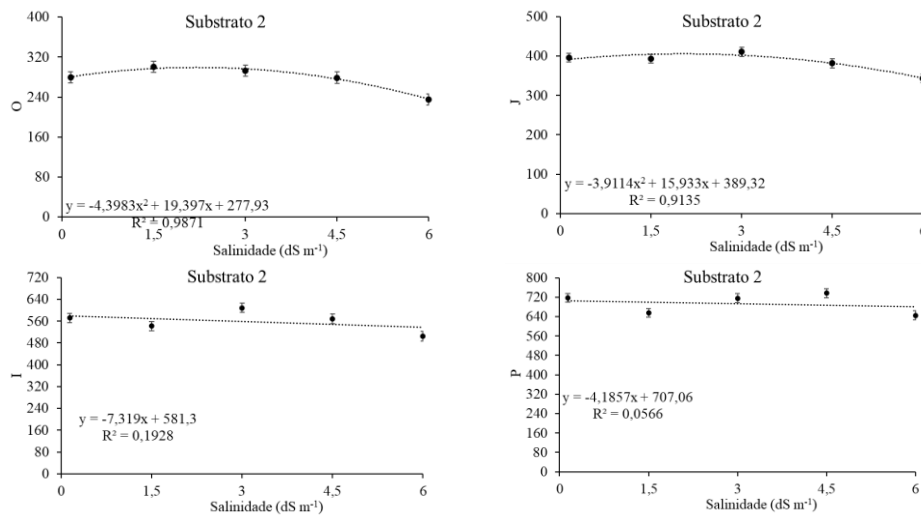 Substrato 2
400
320
240
160
80
0
O
y = -4,3983x² + 19,397x + 277,93
R² = 0,9871
0 1,5 3 4,5 6
Salinidade (dS m⁻¹)
Substrato 2
500
400
300
200
100
0
J
y = -3,9114x² + 15,933x + 389,32
R² = 0,9135
0 1,5 3 4,5 6
Salinidade (dS m⁻¹)
Substrato 2
720
640
560
480
400
320
240
160
80
0
I
y = -7,319x + 581,3
R² = 0,1928
0 1,5 3 4,5 6
Salinidade (dS m⁻¹)
Substrato 2
800
720
640
560
480
400
320
240
160
80
0
P
y = -4,1857x + 707,06
R² = 0,0566
0 1,5 3 4,5 6
Salinidade (dS m⁻¹)